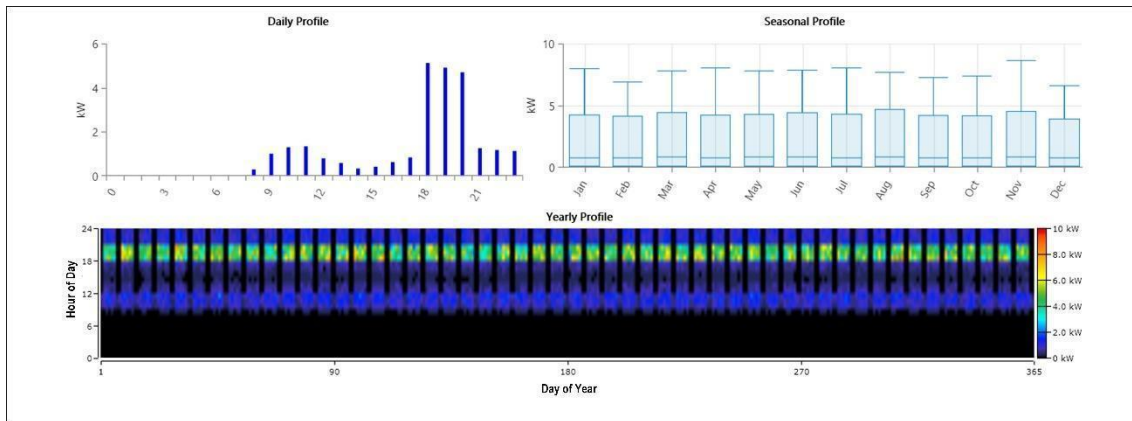 Daily Profile
6
4
2
0
kW
0
3
6
9
12
15
18
21
Seasonal Profile
10
5
0
kW
Jan
Feb
Mar
Apr
May
Jun
Jul
Aug
Sep
Oct
Nov
Dec
Yearly Profile
24
18
12
6
0
Hour of Day
1
90
180
270
365
Day of Year
10 kW
8.0 kW
6.0 kW
4.0 kW
2.0 kW
0 kW